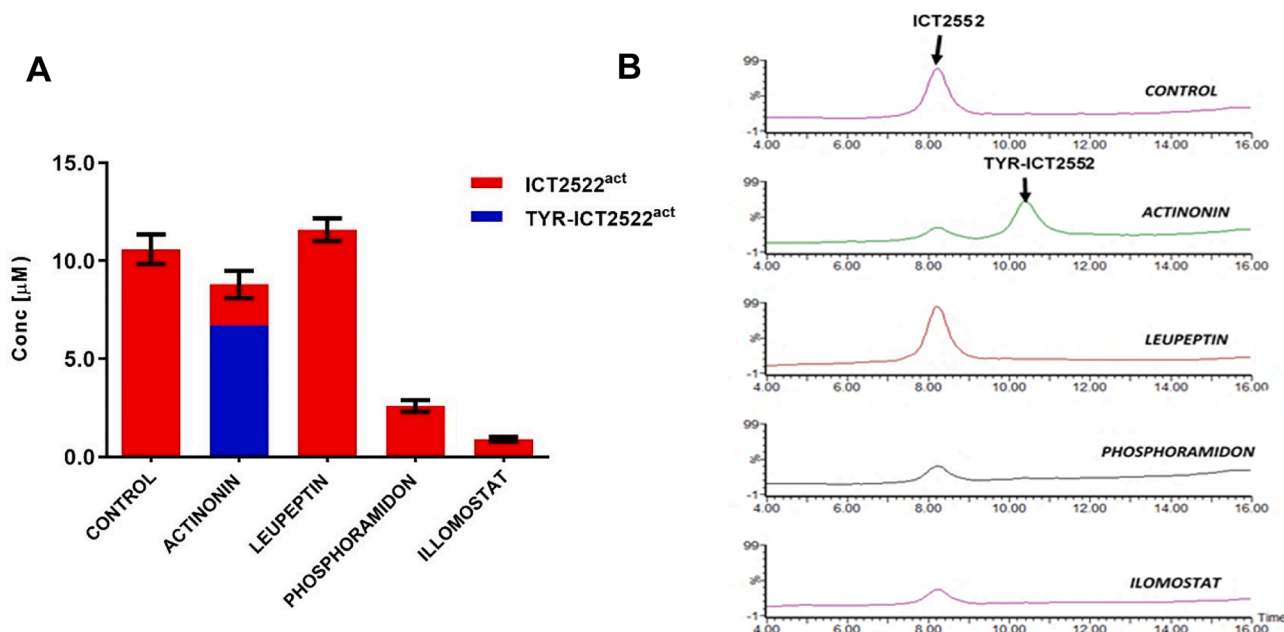 A
Conc [μM]
15.0
10.0
5.0
0.0
ICT2522act
TYR-ICT2522act
CONTROL
ACTINONIN
LEUPEPTIN
PHOSPHORAMIDON
ILLOMOSTAT
B
ICT2552
99
%
-1
CONTROL
4.00 6.00 8.00 10.00 12.00 14.00 16.00
TYR-ICT2552
99
%
-1
ACTINONIN
4.00 6.00 8.00 10.00 12.00 14.00 16.00
99
%
-1
LEUPEPTIN
4.00 6.00 8.00 10.00 12.00 14.00 16.00
99
%
-1
PHOSPHORAMIDON
4.00 6.00 8.00 10.00 12.00 14.00 16.00
99
%
-1
ILOMOSTAT
4.00 6.00 8.00 10.00 12.00 14.00 16.00 Time